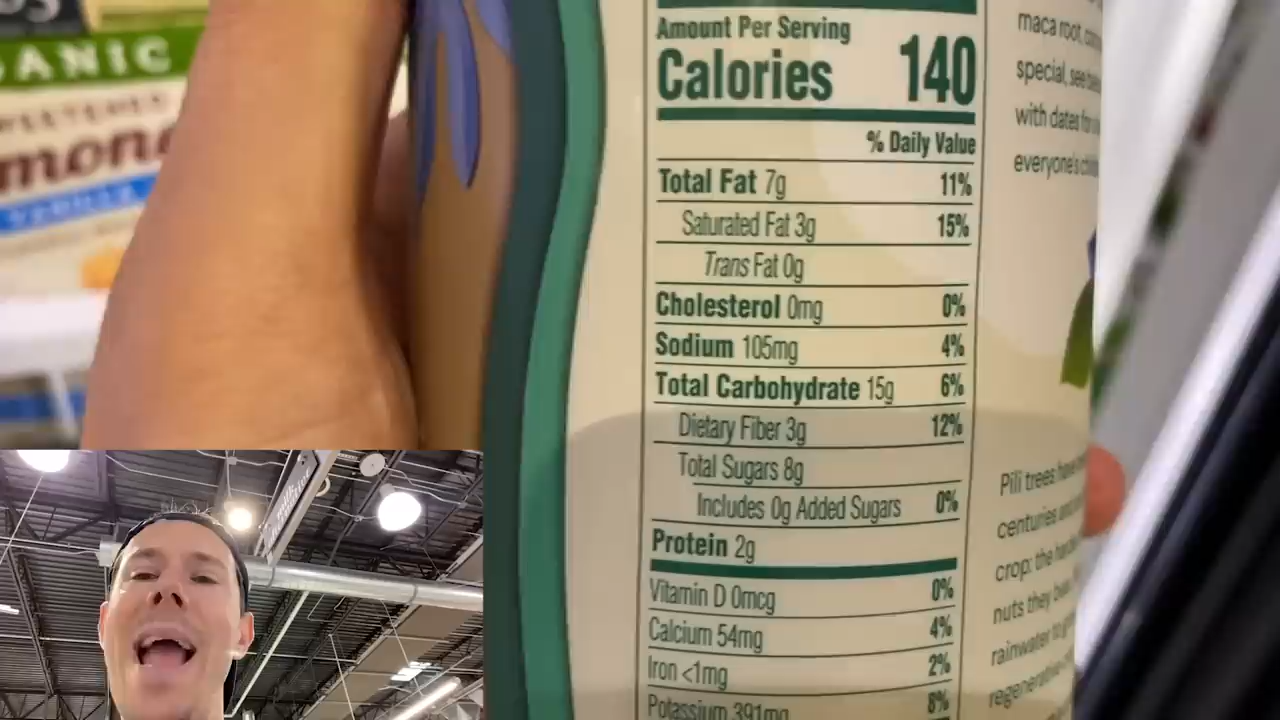 ANIC
VANILLA
Amount Per Serving
Calories 140
% Daily Value
Total Fat 7g 11%
Saturated Fat 3g 15%
Trans Fat 0g
Cholesterol 0mg 0%
Sodium 105mg 4%
Total Carbohydrate 15g 6%
Dietary Fiber 3g 12%
Total Sugars 8g
Includes 0g Added Sugars 0%
Protein 2g
Vitamin D 0mcg 0%
Calcium 54mg 4%
Iron <1mg 2%
Potassium 391mg 8%
maca root,
special, see
with dates for
everyone's
Pili trees
centuries
crop: the
nuts they
rainwater to